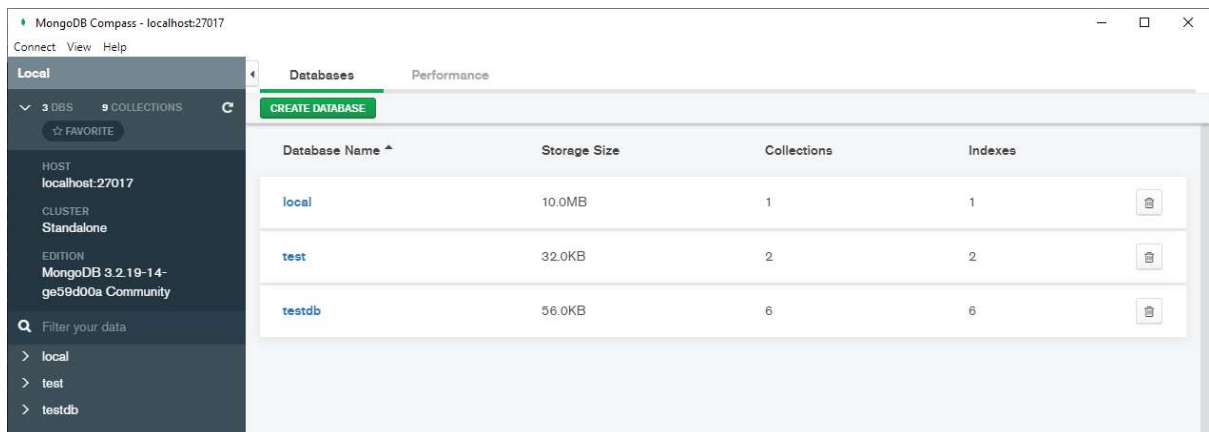 MongoDB Compass - localhost:27017
Connect View Help
Local
3 DBS 9 COLLECTIONS
FAVORITE
HOST
localhost:27017
CLUSTER
Standalone
EDITION
MongoDB 3.2.19-14-
ge59d00a Community
Filter your data
local
test
testdb
Databases Performance
CREATE DATABASE
Database Name Storage Size Collections Indexes
local 10.0MB 1 1
test 32.0KB 2 2
testdb 56.0KB 6 6